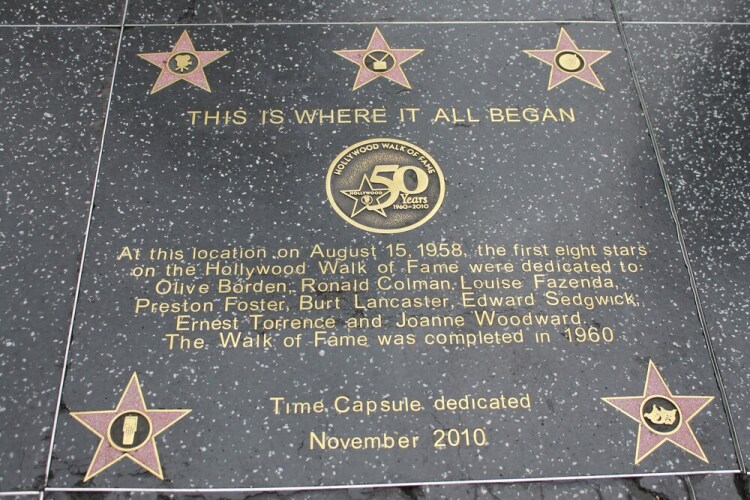 THIS IS WHERE IT ALL BEGAN
HOLLYWOOD WALK OF FAME
50
HOLLYWOOD
Years
1960-2010
At this location on August 15, 1958, the first eight stars
on the Hollywood Walk of Fame were dedicated to:
Olive Borden, Ronald Colman, Louise Fazenda,
Preston Foster, Burt Lancaster, Edward Sedgwick,
Ernest Torrence and Joanne Woodward.
The Walk of Fame was completed in 1960
Time Capsule dedicated
November 2010